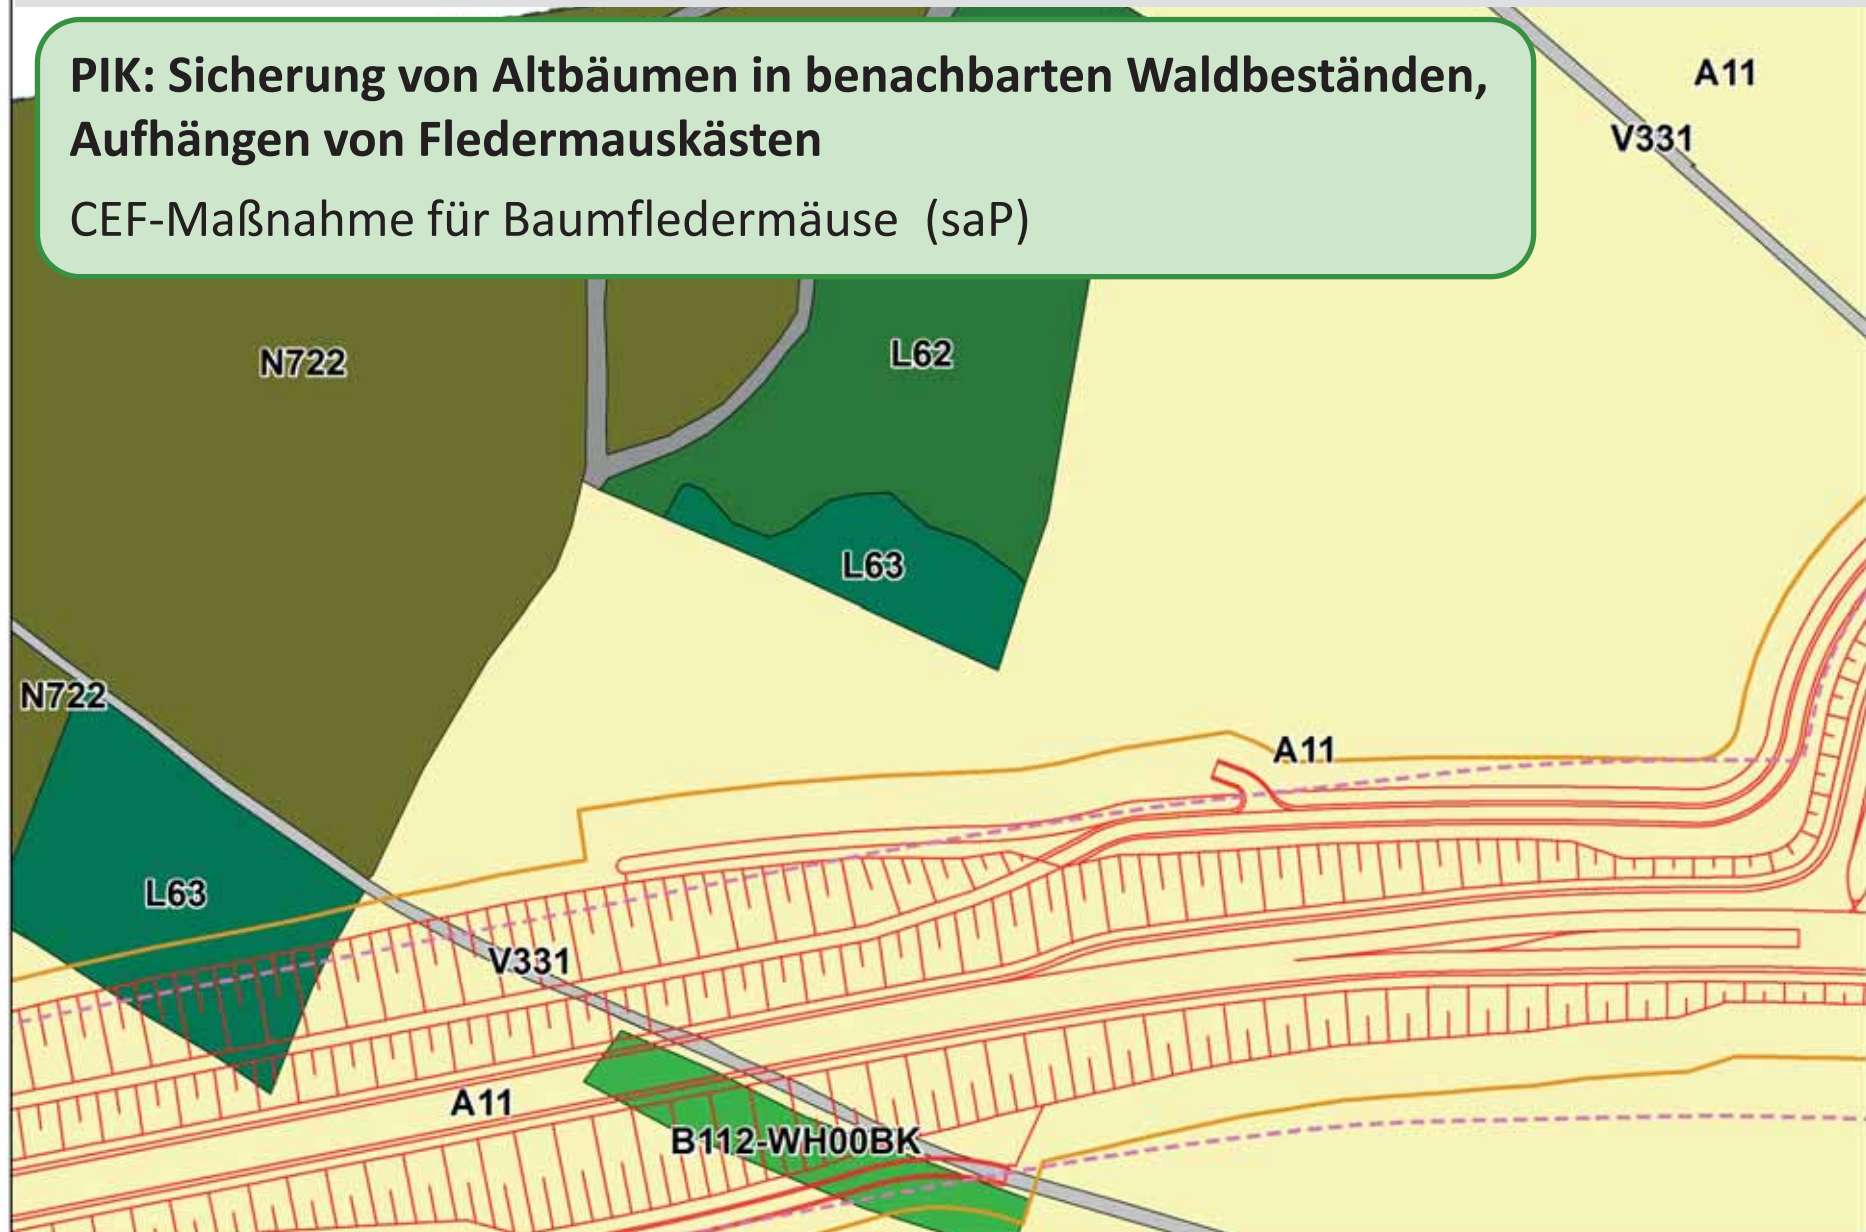 PIK: Sicherung von Altbäumen in benachbarten Waldbeständen,
Aufhängen von Fledermauskästen
CEF-Maßnahme für Baumfledermäuse (saP)
A11
V331
N722
L62
L63
N722
A11
L63
V331
A11
B112-WH00BK